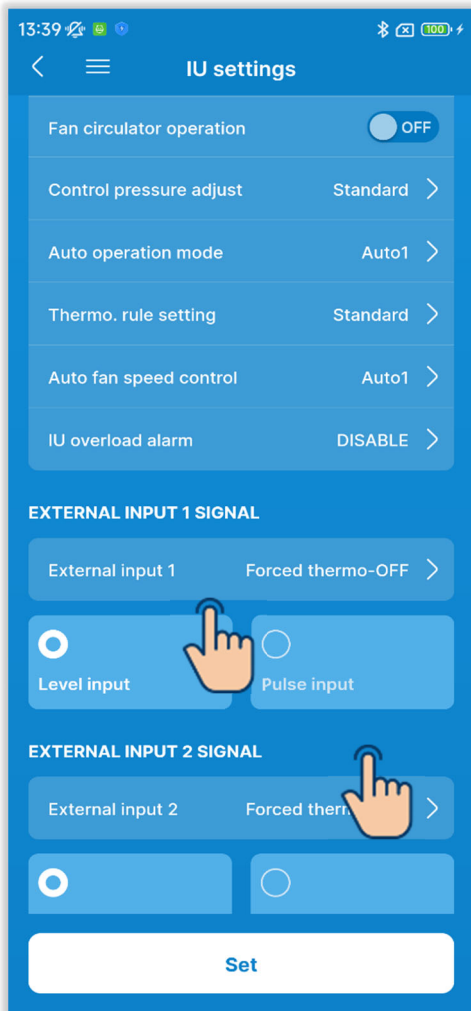 13:39 100
IU settings
Fan circulator operation OFF
Control pressure adjust Standard
Auto operation mode Auto1
Thermo. rule setting Standard
Auto fan speed control Auto1
IU overload alarm DISABLE
EXTERNAL INPUT 1 SIGNAL
External input 1 Forced thermo-OFF
Level input Pulse input
EXTERNAL INPUT 2 SIGNAL
External input 2 Forced
Set